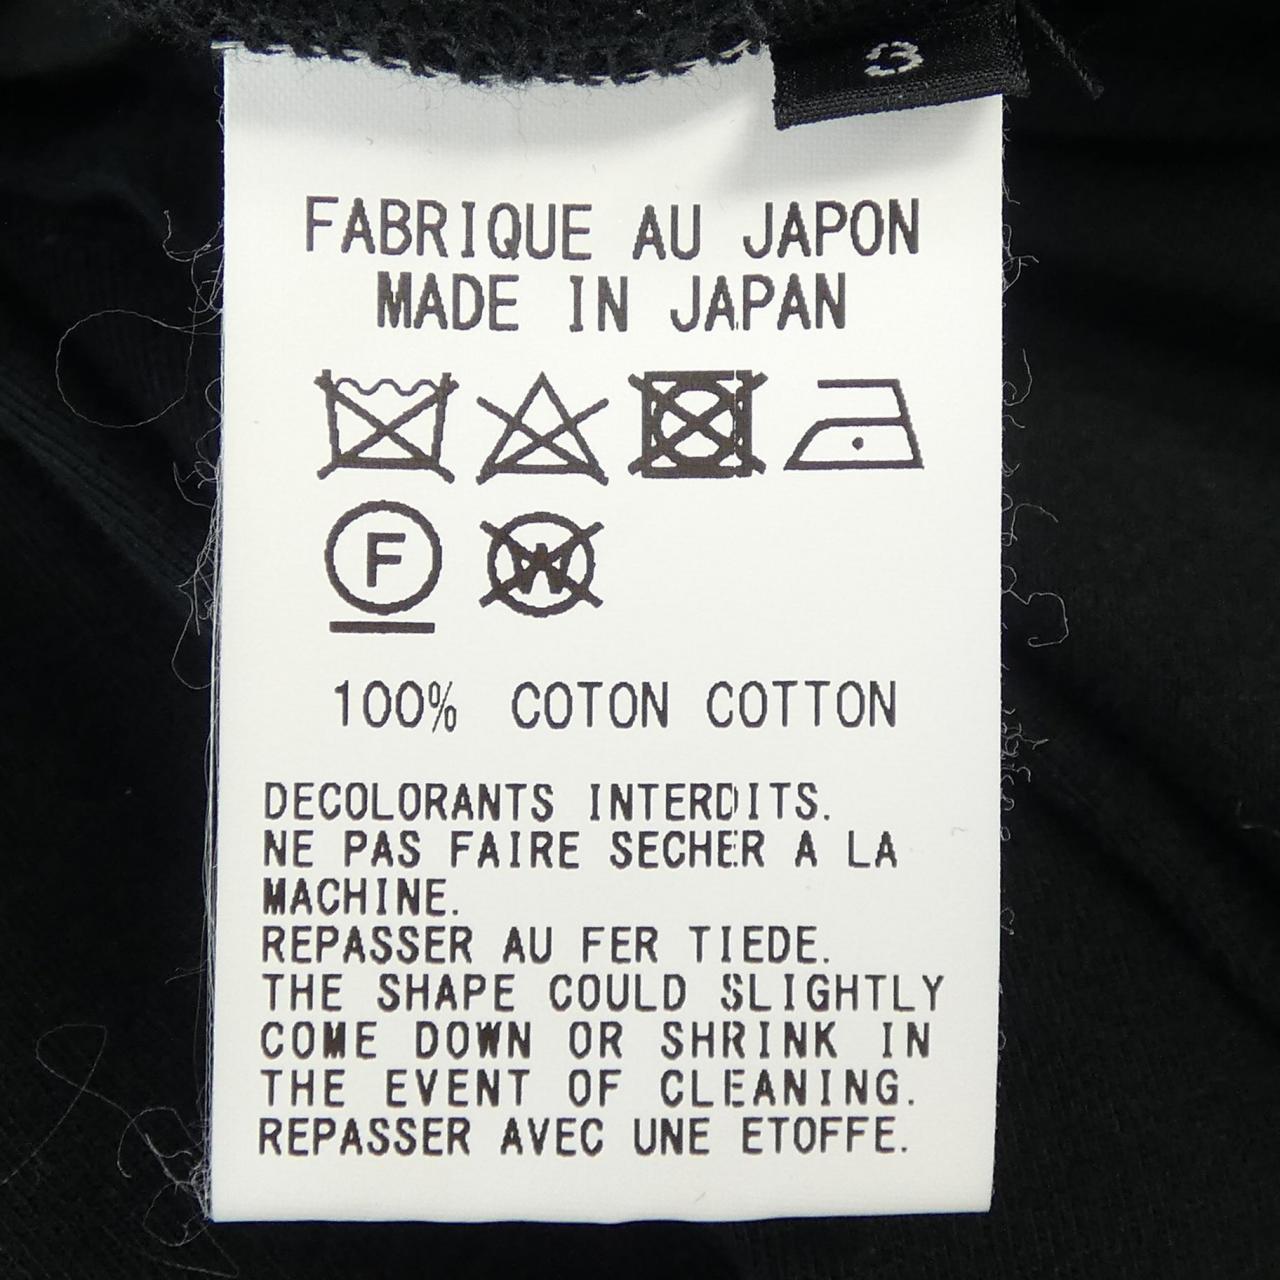 3
FABRIQUE AU JAPON
MADE IN JAPAN
F
W
100% COTON COTTON
DECOLORANTS INTERDITS.
NE PAS FAIRE SECHER A LA
MACHINE.
REPASSER AU FER TIEDE.
THE SHAPE COULD SLIGHTLY
COME DOWN OR SHRINK IN
THE EVENT OF CLEANING.
REPASSER AVEC UNE ETOFFE.